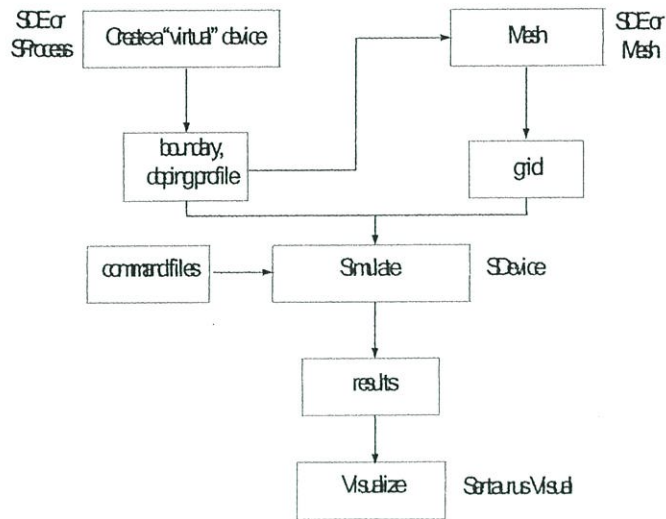 SDE or
SProcess
Create a "virtual" device
Mesh
SDE or
Mesh
boundary,
doping profile
grid
command files
Simulate
SDevice
results
Visualize
Sentaurus Visual